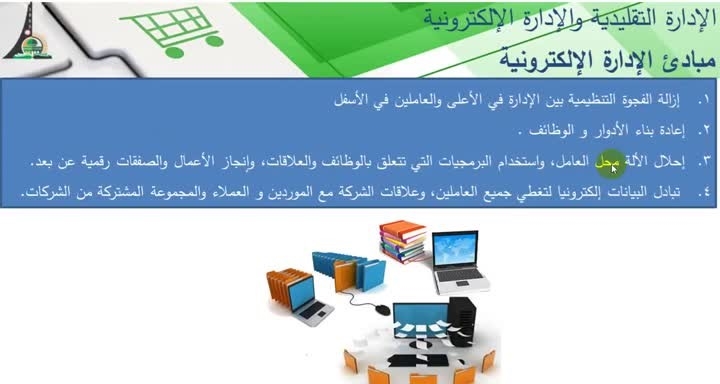 الإدارة التقليدية والإدارة الإلكترونية
مبادئ الإدارة الإلكترونية
١. إزالة الفجوة التنظيمية بين الإدارة في الأعلى والعاملين في الأسفل
٢. إعادة بناء الأدوار و الوظائف .
٣. إحلال الألة محل العامل، واستخدام البرمجيات التي تتعلق بالوظائف والعلاقات، وإنجاز الأعمال والصفقات رقمية عن بعد.
٤. تبادل البيانات إلكترونيا لتغطي جميع العاملين، وعلاقات الشركة مع الموردين و العملاء والمجموعة المشتركة من الشركات.